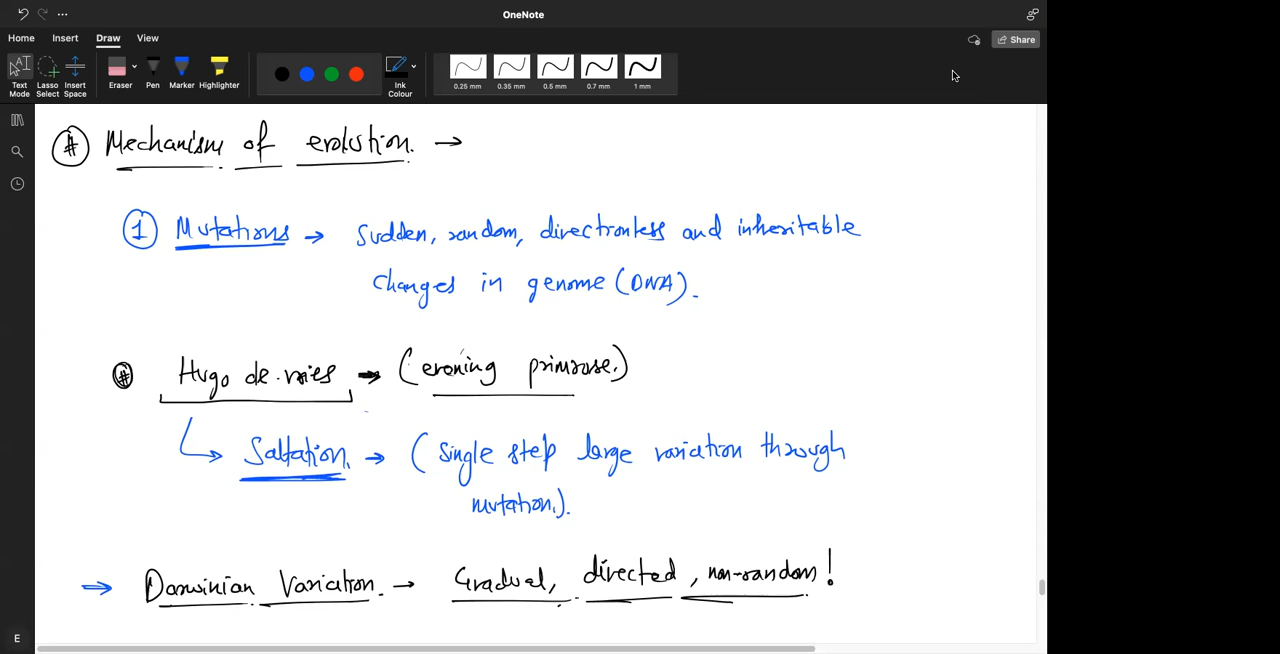 OneNote
Home Insert Draw View
Share
Text Mode Lasso Select Insert Space Eraser Pen Marker Highlighter Ink Colour 0.25 mm 0.35 mm 0.5 mm 0.7 mm 1 mm
# Mechanism of evolution. →
1 Mutations → Sudden, random, directionless and inheritable
changes in genome (DNA).
# Hugo de-vries → (evening primrose.)
Saltation. → (single step large variation through
mutation.).
⇒ Darwinian Variation. → Gradual, directed, non-random!
E